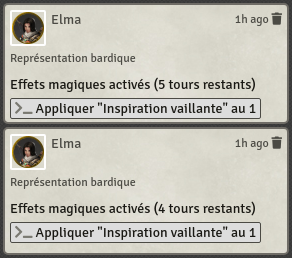 Elma 1h ago
Représentation bardique
Effets magiques activés (5 tours restants)
Appliquer "Inspiration vaillante" au 1
Elma 1h ago
Représentation bardique
Effets magiques activés (4 tours restants)
Appliquer "Inspiration vaillante" au 1